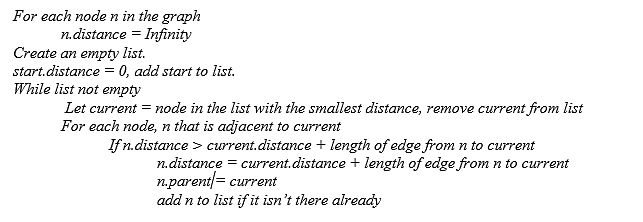 For each node n in the graph
n.distance = Infinity
Create an empty list.
start.distance = 0, add start to list.
While list not empty
Let current = node in the list with the smallest distance, remove current from list
For each node, n that is adjacent to current
If n.distance > current.distance + length of edge from n to current
n.distance = current.distance + length of edge from n to current
n.parent = current
add n to list if it isn't there already